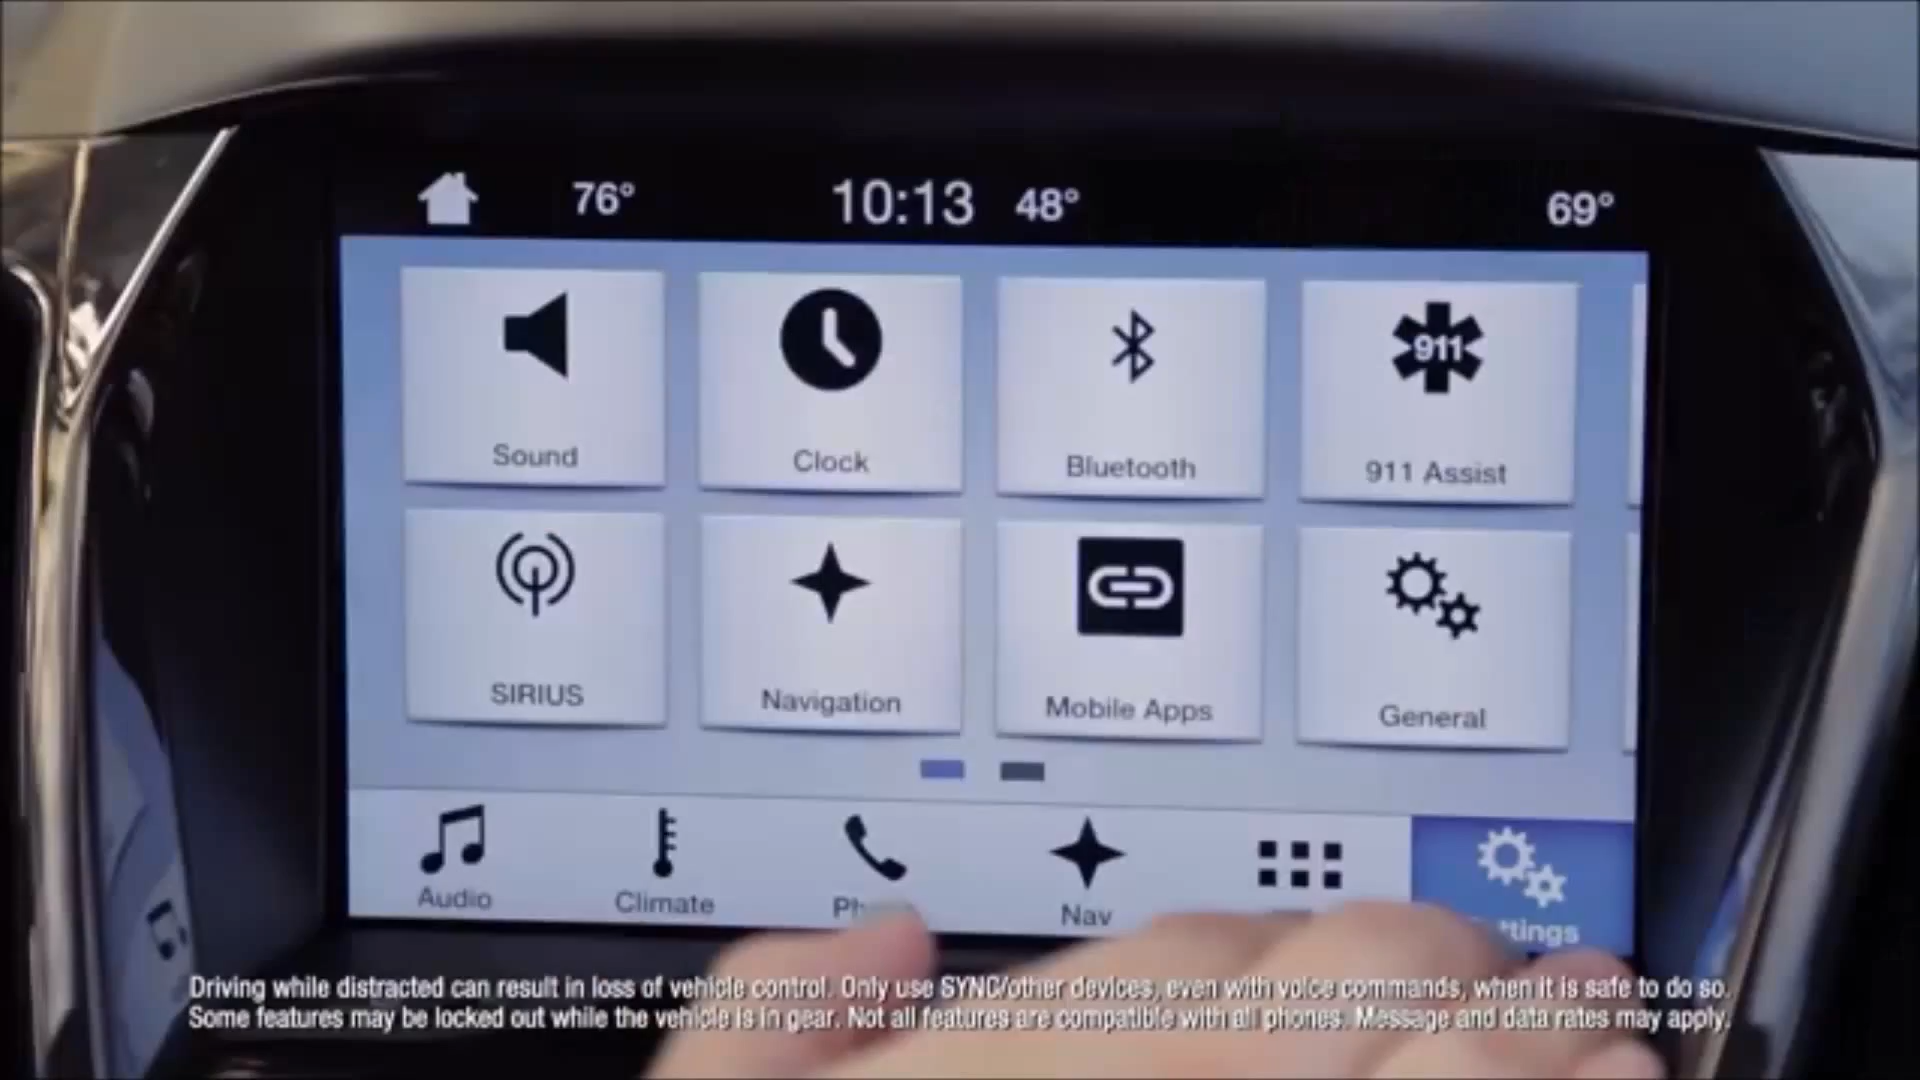 76° 10:13 48° 69°
Sound Clock Bluetooth 911 911 Assist
SIRIUS Navigation Mobile Apps General
Audio Climate Nav
Driving while distracted can result in loss of vehicle control. Only use SYNC/other devices, even with voice commands, when it is safe to do so.
Some features may be locked out while the vehicle is in gear. Not all features are compatible with all phones. Message and data rates may apply.